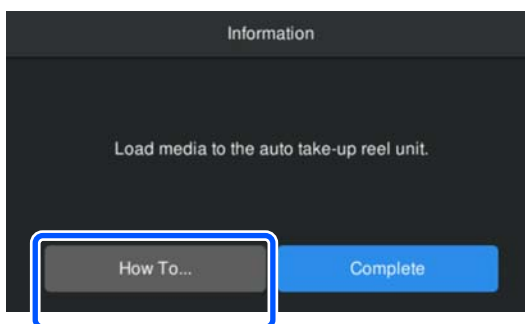 Information
Load media to the auto take-up reel unit.
How To...
Complete